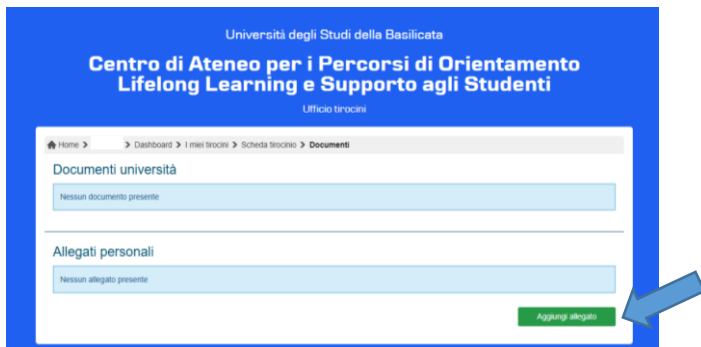 Università degli Studi della Basilicata
Centro di Ateneo per i Percorsi di Orientamento
Lifelong Learning e Supporto agli Studenti
Ufficio tirocini
Home > > Dashboard > I miei tirocini > Scheda tirocinio > Documenti
Documenti università
Nessun documento presente
Allegati personali
Nessun allegato presente
Aggiungi allegato